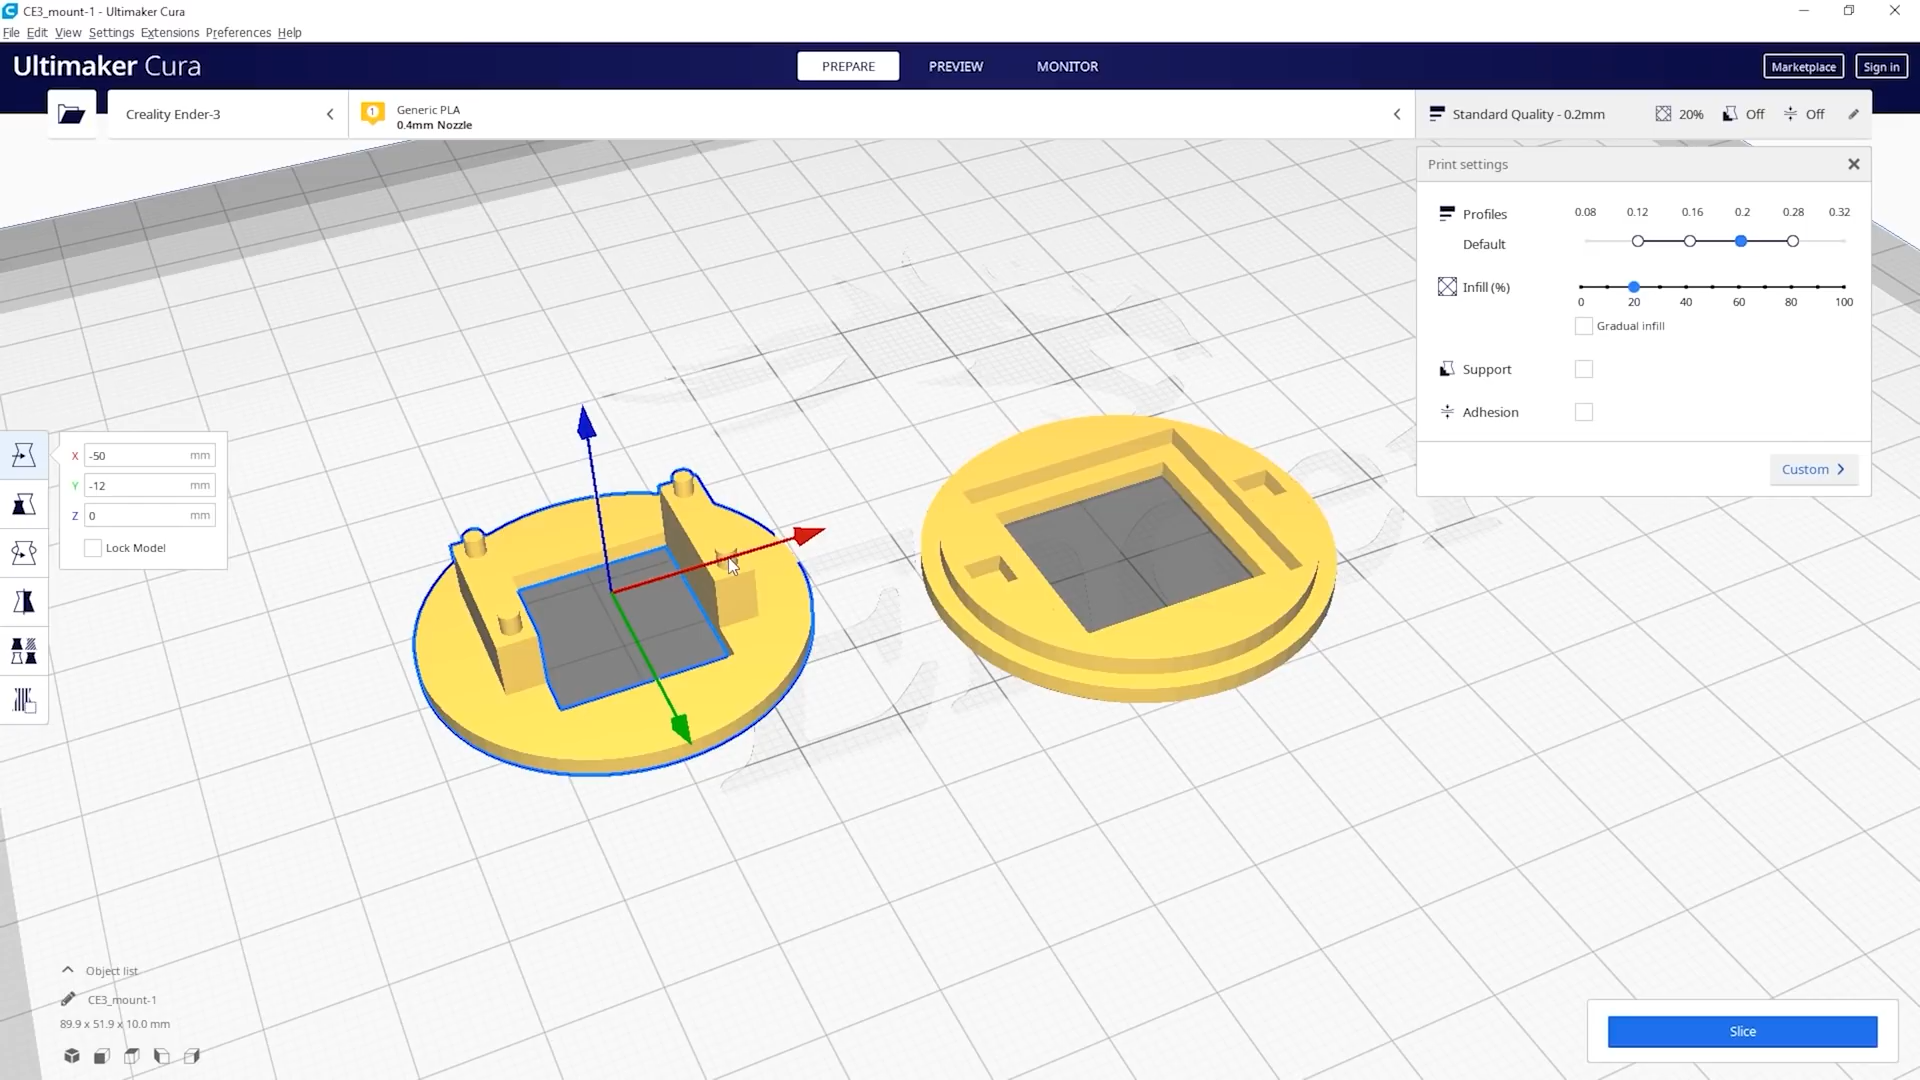 CE3_mount-1 - Ultimaker Cura
File Edit View Settings Extensions Preferences Help
Ultimaker Cura
PREPARE
PREVIEW
MONITOR
Marketplace
Sign in
Creality Ender-3
1
Generic PLA
0.4mm Nozzle
Standard Quality - 0.2mm
20%
Off
Off
Print settings
Profiles
0.08 0.12 0.16 0.2 0.28 0.32
Default
Infill (%)
0 20 40 60 80 100
Gradual infill
Support
Adhesion
Custom
X -50 mm
Y -12 mm
Z 0 mm
Lock Model
Object list
CE3_mount-1
89.9 x 51.9 x 10.0 mm
Slice